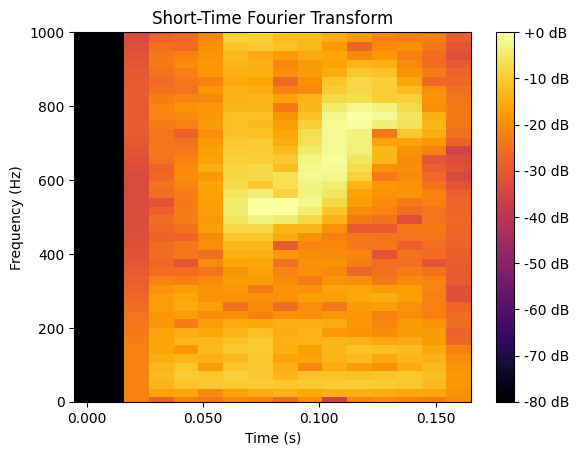 Short-Time Fourier Transform
1000
800
600
400
200
0
Frequency (Hz)
0.000
0.050
0.100
0.150
Time (s)
+0 dB
-10 dB
-20 dB
-30 dB
-40 dB
-50 dB
-60 dB
-70 dB
-80 dB